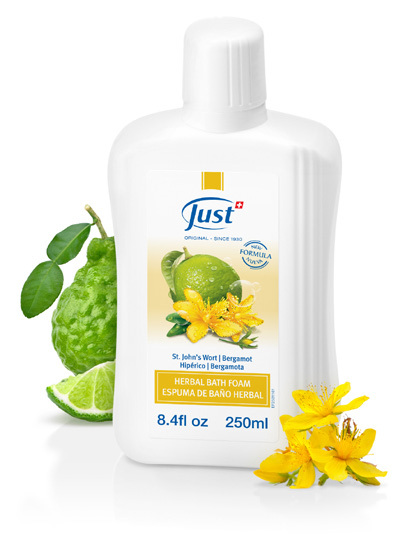 Just
ORIGINAL - SINCE 1930
NEW
FORMULA
NUEVA
St. John's Wort | Bergamot
Hipérico | Bergamota
HERBAL BATH FOAM
ESPUMA DE BAÑO HERBAL
8.4fl oz 250ml